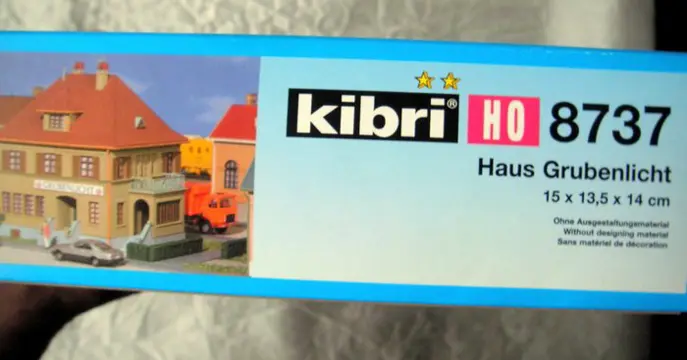 GRUBENLICHT
kibri® H0 8737
Haus Grubenlicht
15 x 13,5 x 14 cm
Ohne Ausgestaltungsmaterial
Without designing material
Sans matériel de décoration